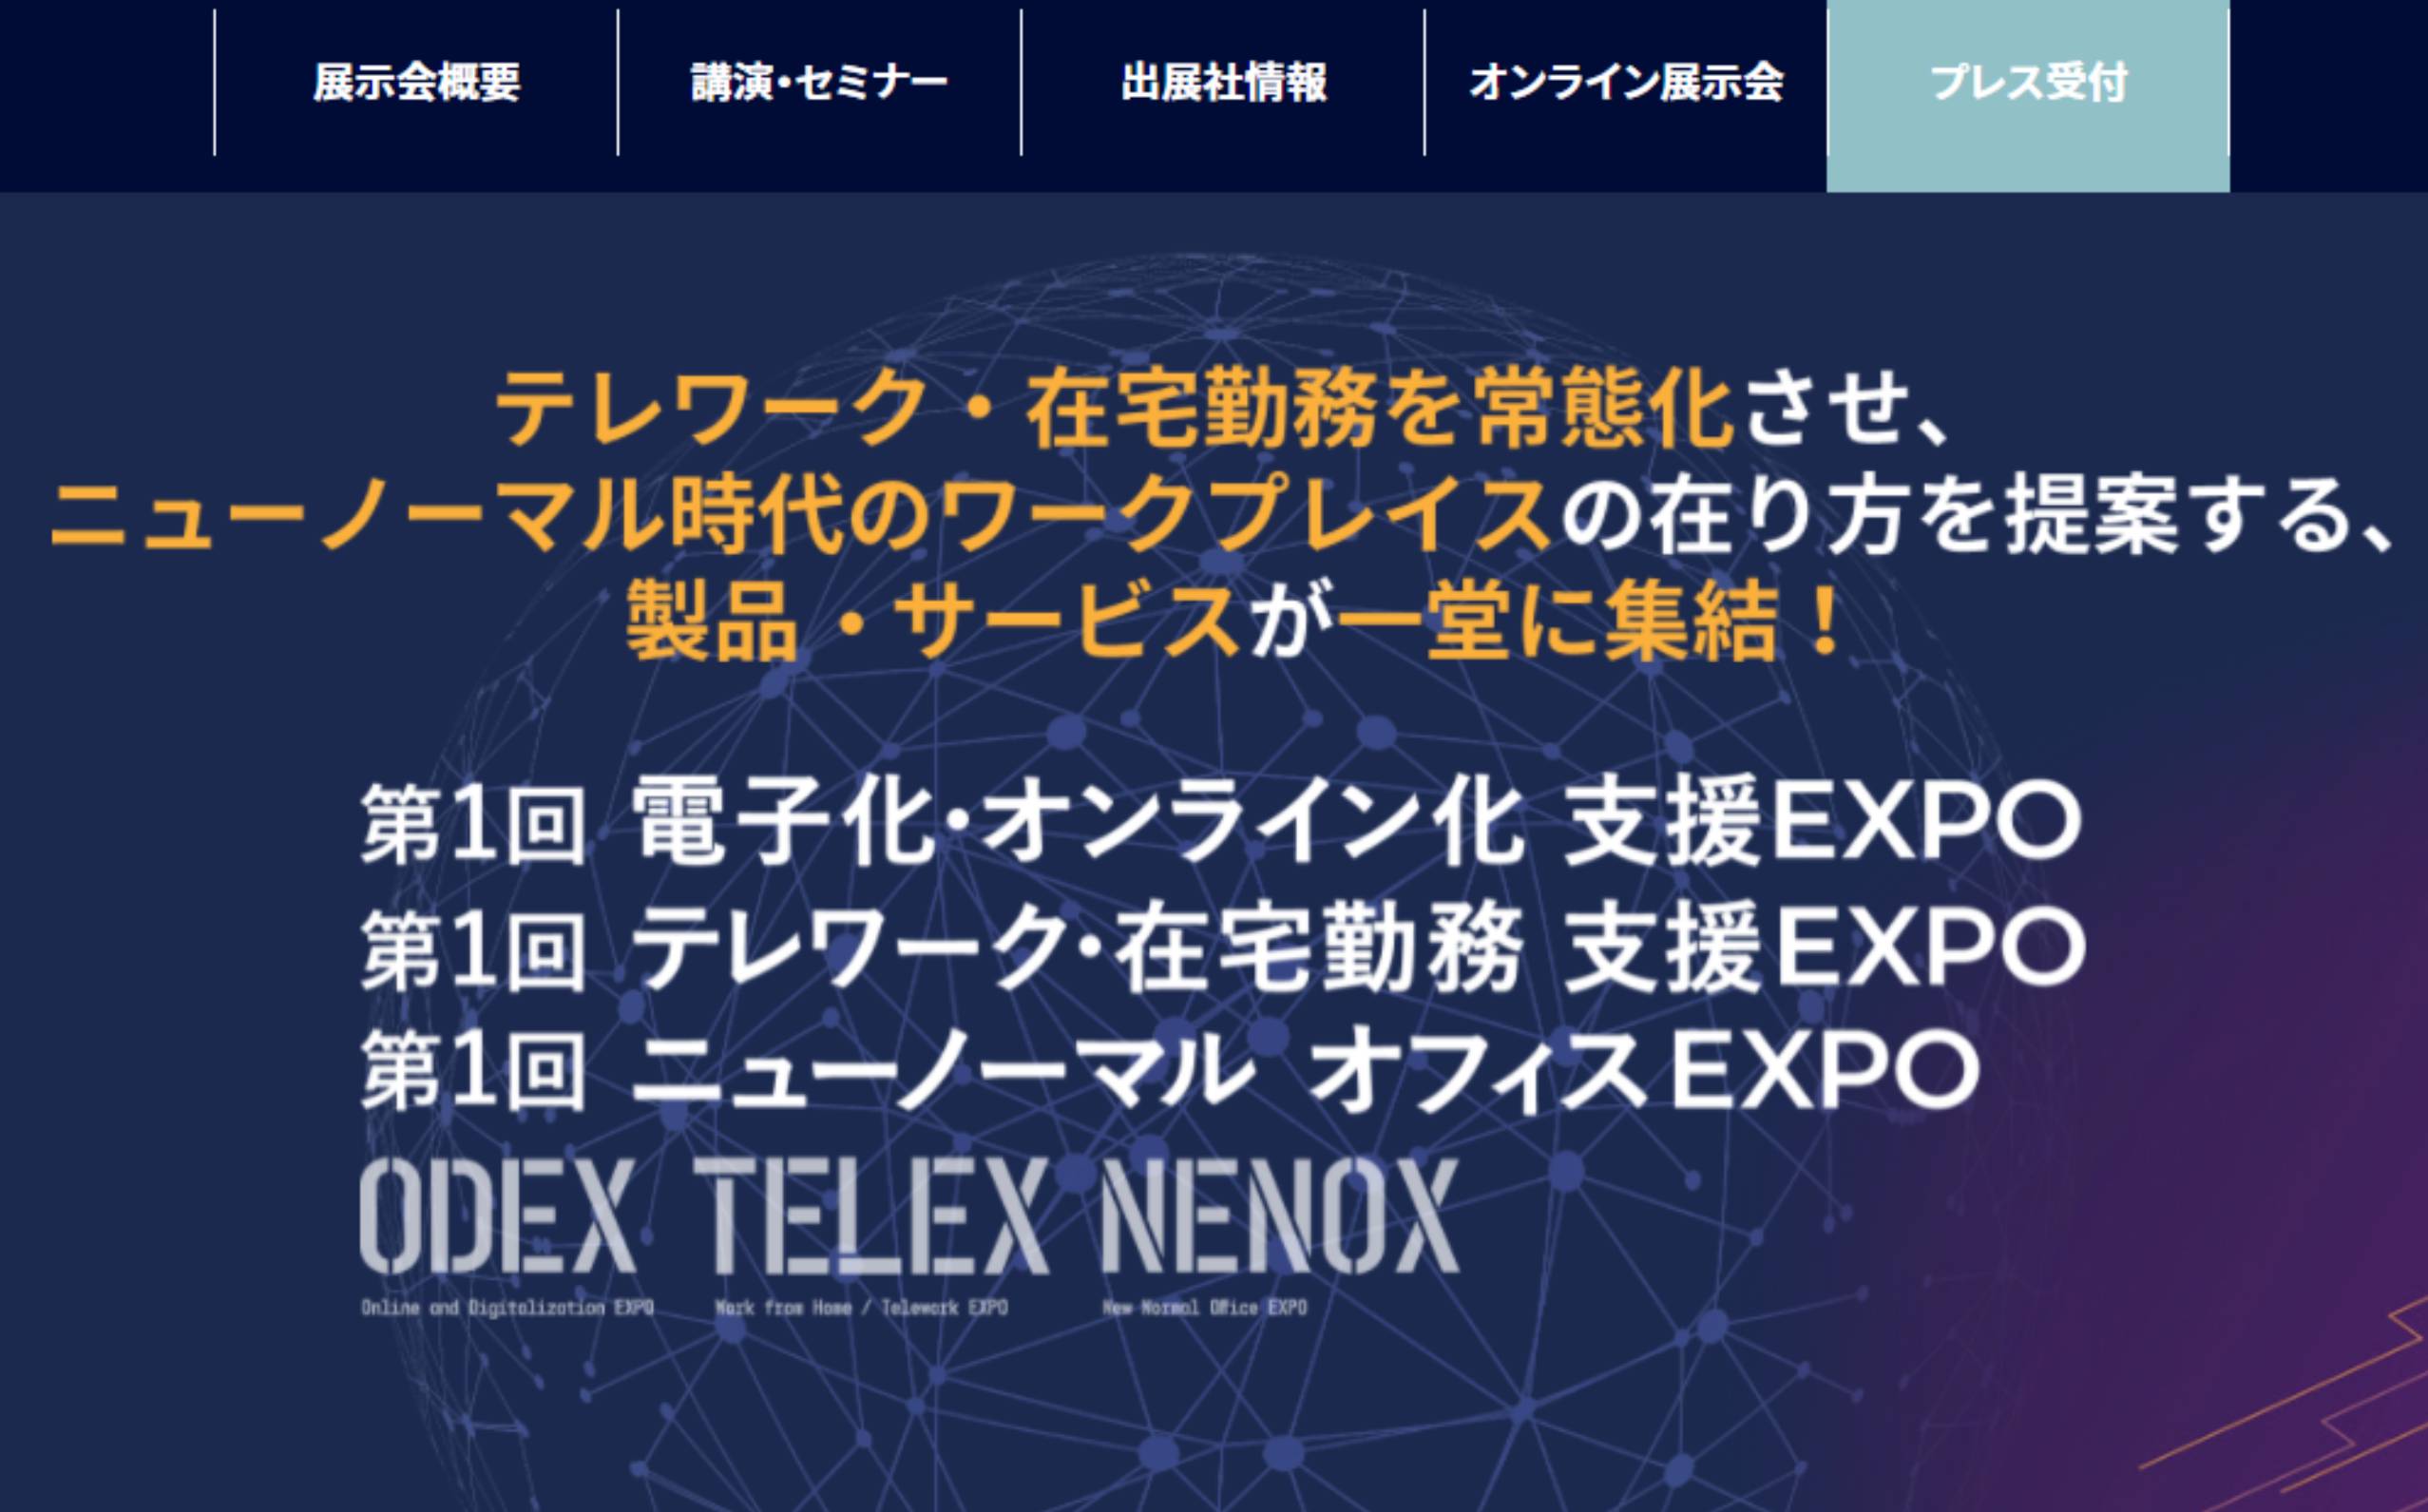 展示会概要 講演・セミナー 出展社情報 オンライン展示会 プレス受付
テレワーク・在宅勤務を常態化させ、
ニューノーマル時代のワークプレイスの在り方を提案する、
製品・サービスが一堂に集結！
第1回 電子化・オンライン化 支援EXPO
第1回 テレワーク・在宅勤務 支援EXPO
第1回 ニューノーマル オフィスEXPO
ODEX TELEX NENOX
Online and Digitalization EXPO Work from Home / Telework EXPO New Normal Office EXPO